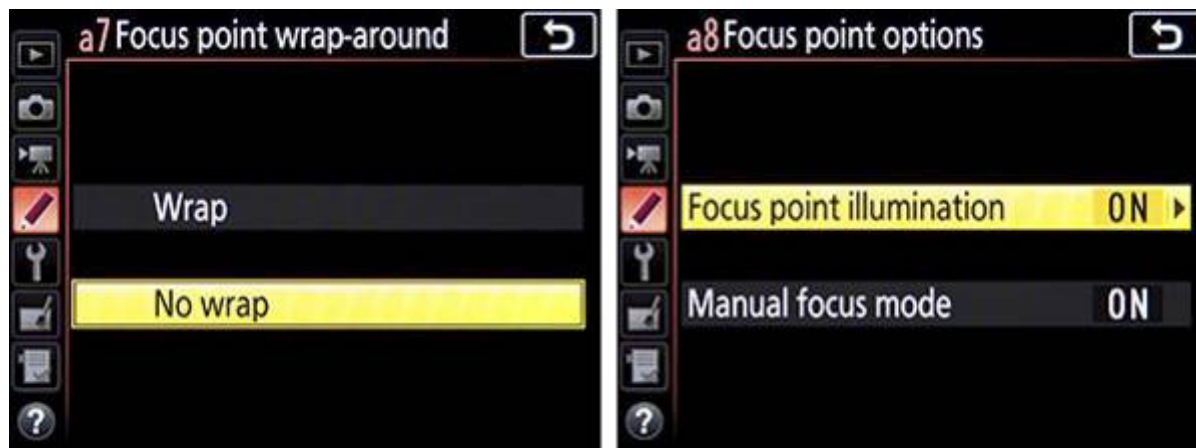 a7 Focus point wrap-around
Wrap
No wrap
?
a8 Focus point options
Focus point illumination ON
Manual focus mode ON
?